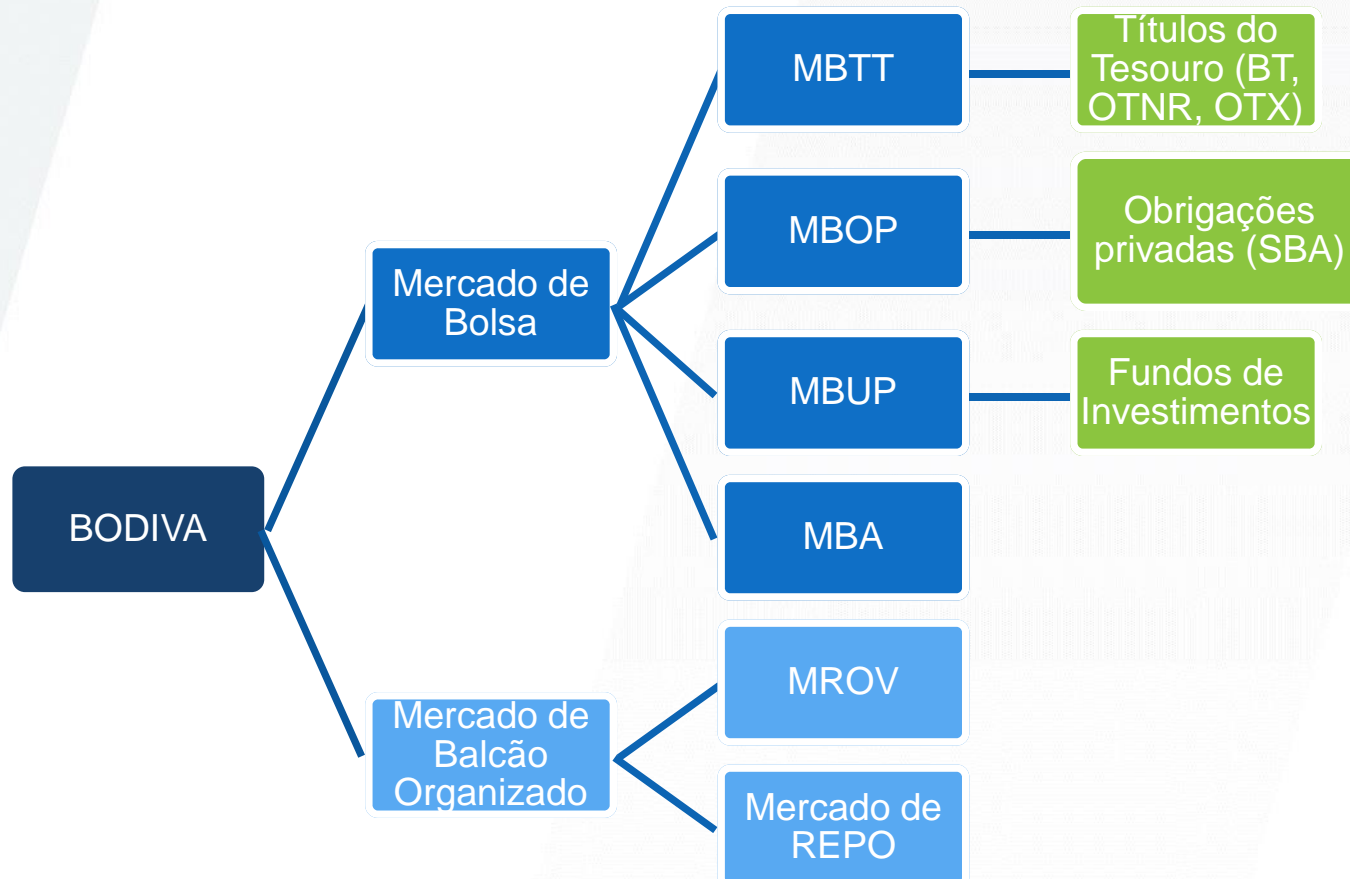 BODIVA
Mercado de
Bolsa
MBTT
Títulos do
Tesouro (BT,
OTNR, OTX)
MBOP
Obrigações
privadas (SBA)
MBUP
Fundos de
Investimentos
MBA
Mercado de
Balcão
Organizado
MROV
Mercado de
REPO